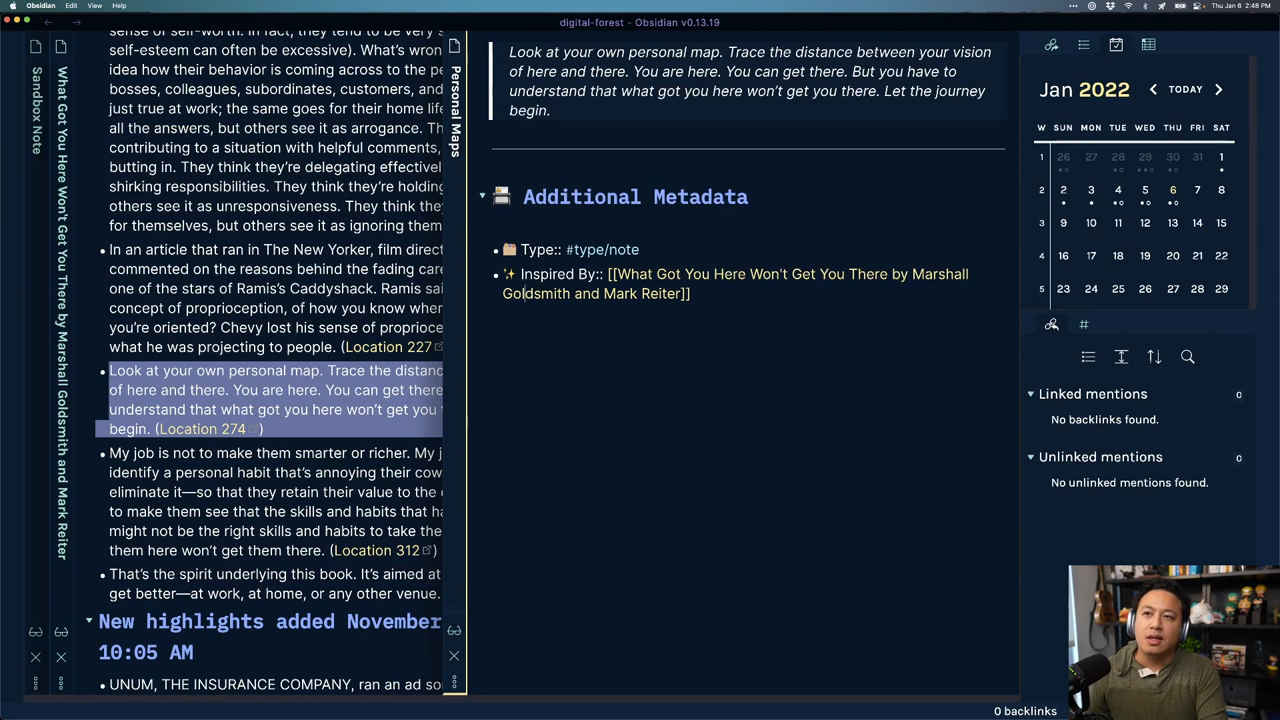 Obsidian Edit View Help
Thu Jan 6 2:48 PM
digital-forest - Obsidian v0.13.19
Sandbox Note
What Got You Here Won't Get You There by Marshall Goldsmith and Mark Reiter
sense of self-worth. In fact, they tend to be very s
self-esteem can often be excessive). What's wrong
idea how their behavior is coming across to the pe
bosses, colleagues, subordinates, customers, and
just true at work; the same goes for their home life
all the answers, but others see it as arrogance. Th
contributing to a situation with helpful comments,
butting in. They think they're delegating effectivel
shirking responsibilities. They think they're holding
others see it as unresponsiveness. They think they
for themselves, but others see it as ignoring them
In an article that ran in The New Yorker, film direct
commented on the reasons behind the fading care
one of the stars of Ramis's Caddyshack. Ramis sai
concept of proprioception, of how you know wher
you're oriented? Chevy lost his sense of proprioce
what he was projecting to people. (Location 227
Look at your own personal map. Trace the distanc
of here and there. You are here. You can get there
understand that what got you here won't get you t
begin. (Location 274)
My job is not to make them smarter or richer. My j
identify a personal habit that's annoying their cow
eliminate it—so that they retain their value to the c
to make them see that the skills and habits that ha
might not be the right skills and habits to take the
them here won't get them there. (Location 312)
That's the spirit underlying this book. It's aimed at
get better—at work, at home, or any other venue.
New highlights added November
10:05 AM
UNUM, THE INSURANCE COMPANY, ran an ad so
Personal Maps
Look at your own personal map. Trace the distance between your vision
of here and there. You are here. You can get there. But you have to
understand that what got you here won't get you there. Let the journey
begin.
Additional Metadata
Type:: #type/note
Inspired By:: [[What Got You Here Won't Get You There by Marshall
Goldsmith and Mark Reiter]]
Jan 2022 TODAY
W SUN MON TUE WED THU FRI SAT
1 26 27 28 29 30 31 1
2 2 3 4 5 6 7 8
3 9 10 11 12 13 14 15
4 16 17 18 19 20 21 22
5 23 24 25 26 27 28 29
#
Linked mentions 0
No backlinks found.
Unlinked mentions 0
No unlinked mentions found.
0 backlinks